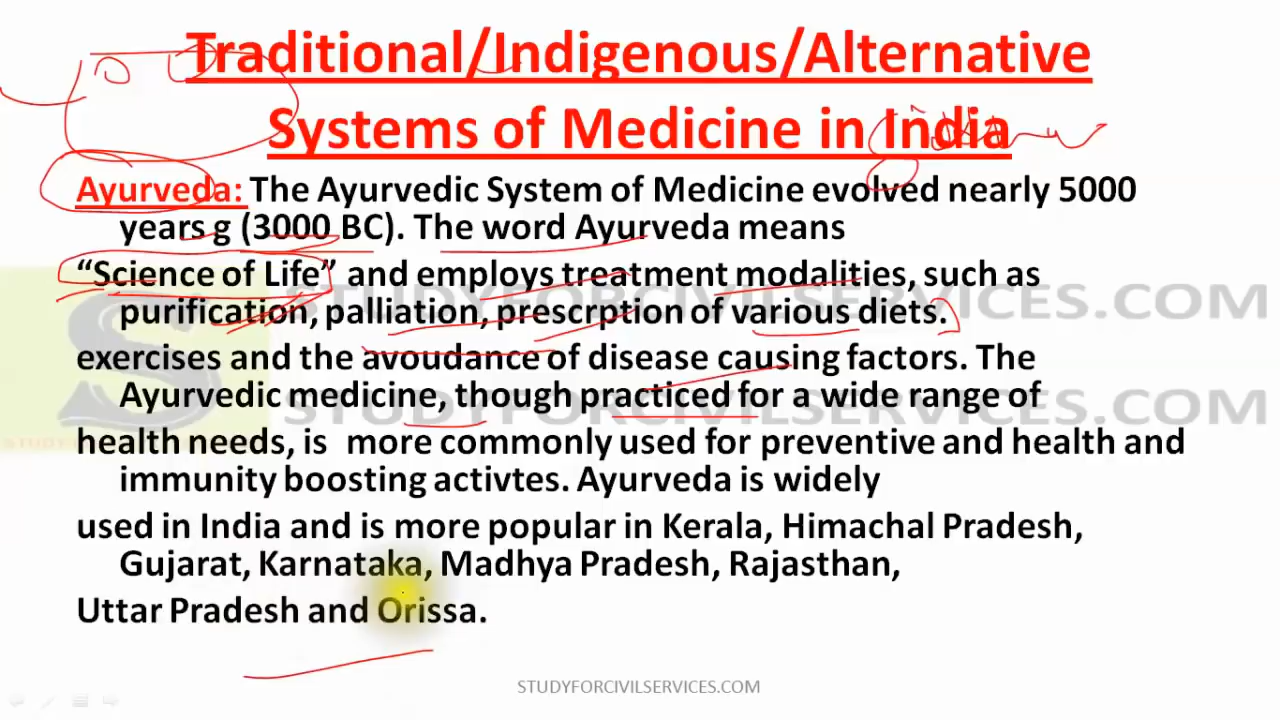 Traditional/Indigenous/Alternative
Systems of Medicine in India
Ayurveda: The Ayurvedic System of Medicine evolved nearly 5000
years g (3000 BC). The word Ayurveda means
“Science of Life” and employs treatment modalities, such as
STUDYFORCIVILSERVICES.COM
purification, palliation, prescrption of various diets.
exercises and the avoudance of disease causing factors. The
Ayurvedic medicine, though practiced for a wide range of
STUDYFORCIVILSERVICES.COM
health needs, is more commonly used for preventive and health and
immunity boosting activtes. Ayurveda is widely
used in India and is more popular in Kerala, Himachal Pradesh,
Gujarat, Karnataka, Madhya Pradesh, Rajasthan,
Uttar Pradesh and Orissa.
STUDYFORCIVILSERVICES.COM